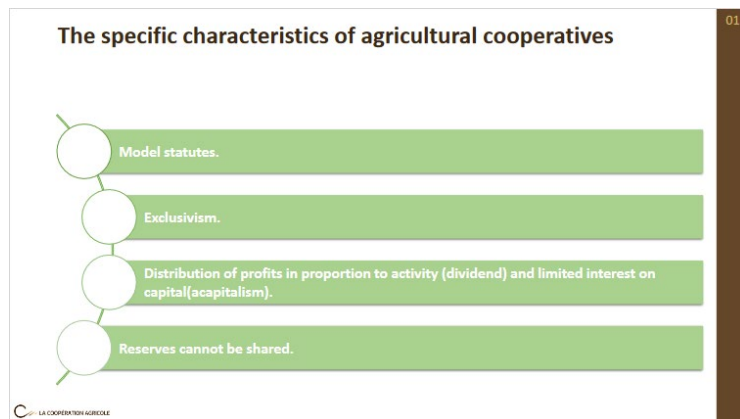 01
The specific characteristics of agricultural cooperatives
Model statutes.
Exclusivism.
Distribution of profits in proportion to activity (dividend) and limited interest on
capital(acapitalism).
Reserves cannot be shared.
LA COOPÉRATION AGRICOLE